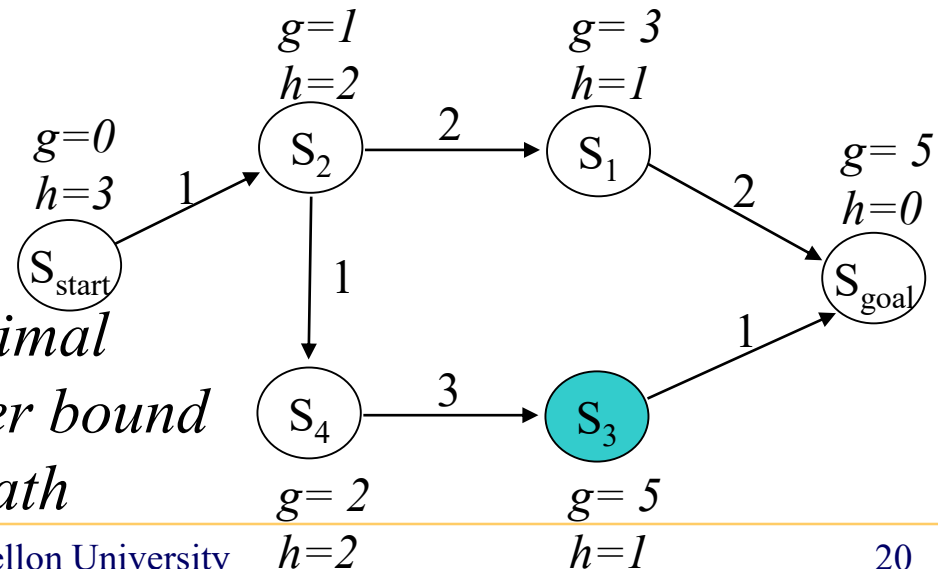 g=1
h=2
g= 3
h=1
g=0
h=3
g= 5
h=0
S2
2
S1
1
2
Sstart
1
Sgoal
imal
1
er bound
S4
3
S3
ath
g= 2
h=2
g= 5
h=1
ellon University
20